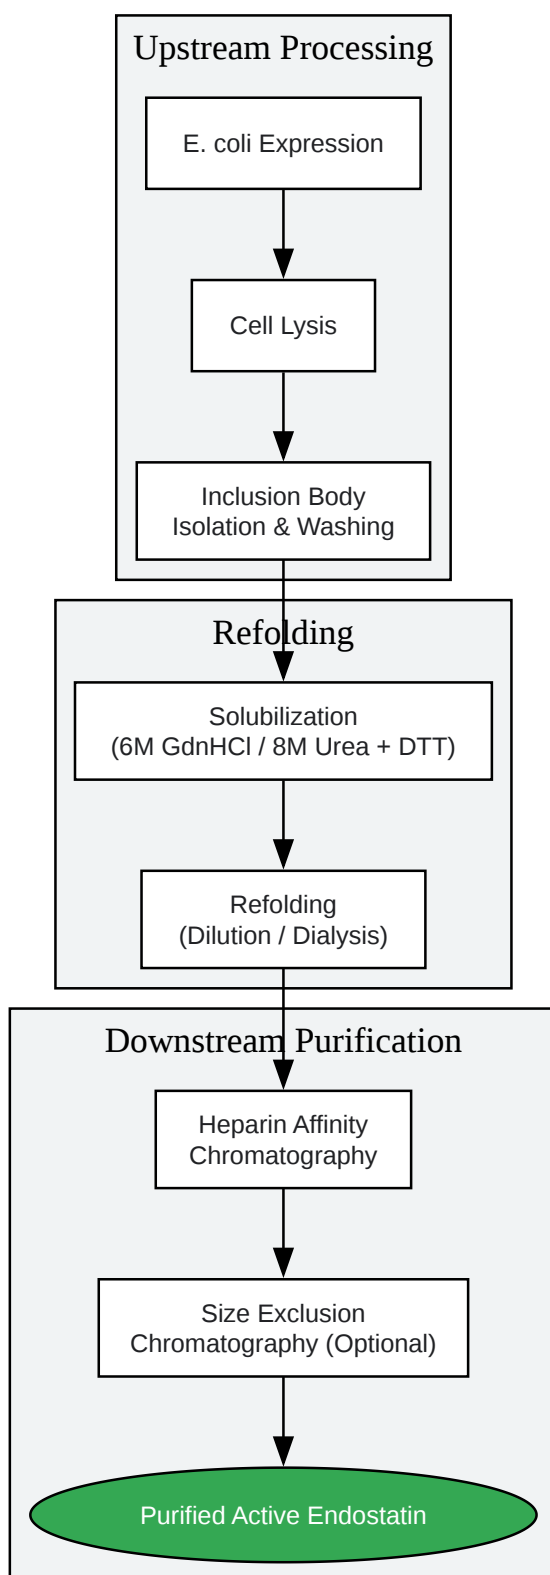 Upstream Processing
E. coli Expression
Cell Lysis
Inclusion Body
Isolation & Washing
Refolding
Solubilization
(6M GdnHCl / 8M Urea + DTT)
Refolding
(Dilution / Dialysis)
Downstream Purification
Heparin Affinity
Chromatography
Size Exclusion
Chromatography (Optional)
Purified Active Endostatin